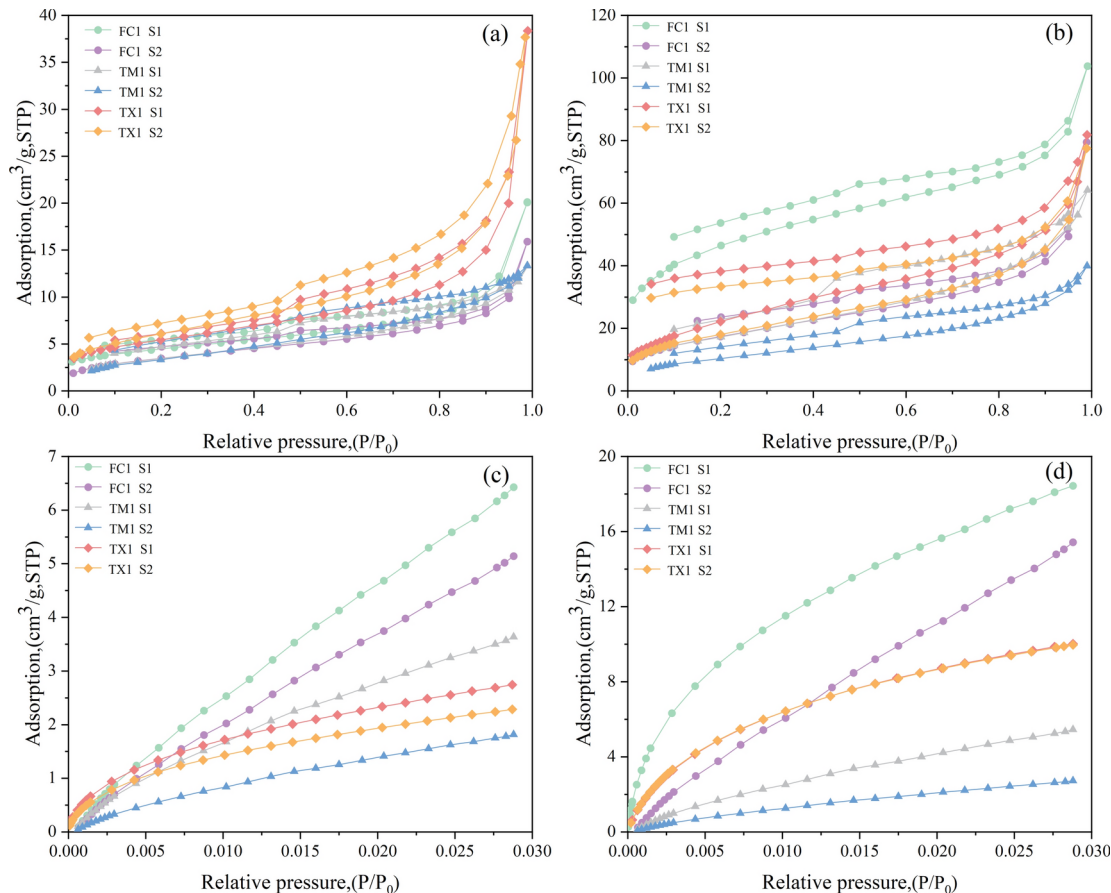 (a)
FC1 S1
FC1 S2
TM1 S1
TM1 S2
TX1 S1
TX1 S2
Adsorption,(cm³/g,STP)
40
35
30
25
20
15
10
5
0
0.0 0.2 0.4 0.6 0.8 1.0
Relative pressure,(P/P₀)
(b)
FC1 S1
FC1 S2
TM1 S1
TM1 S2
TX1 S1
TX1 S2
Adsorption,(cm³/g,STP)
120
100
80
60
40
20
0
0.0 0.2 0.4 0.6 0.8 1.0
Relative pressure,(P/P₀)
(c)
FC1 S1
FC1 S2
TM1 S1
TM1 S2
TX1 S1
TX1 S2
Adsorption,(cm³/g,STP)
7
6
5
4
3
2
1
0
0.000 0.005 0.010 0.015 0.020 0.025 0.030
Relative pressure,(P/P₀)
(d)
FC1 S1
FC1 S2
TM1 S1
TM1 S2
TX1 S1
TX1 S2
Adsorption,(cm³/g,STP)
20
16
12
8
4
0
0.000 0.005 0.010 0.015 0.020 0.025 0.030
Relative pressure,(P/P₀)